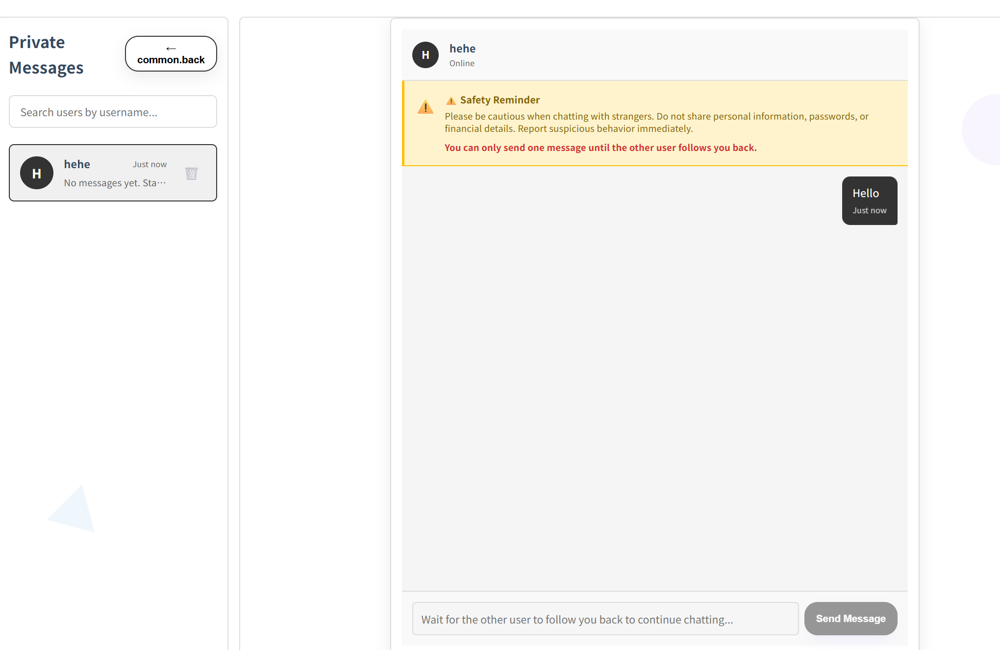 Private
Messages
←
common.back
Search users by username...
H
hehe
Just now
No messages yet. Sta…
H
hehe
Online
Safety Reminder
Please be cautious when chatting with strangers. Do not share personal information, passwords, or
financial details. Report suspicious behavior immediately.
You can only send one message until the other user follows you back.
Hello
Just now
Wait for the other user to follow you back to continue chatting...
Send Message